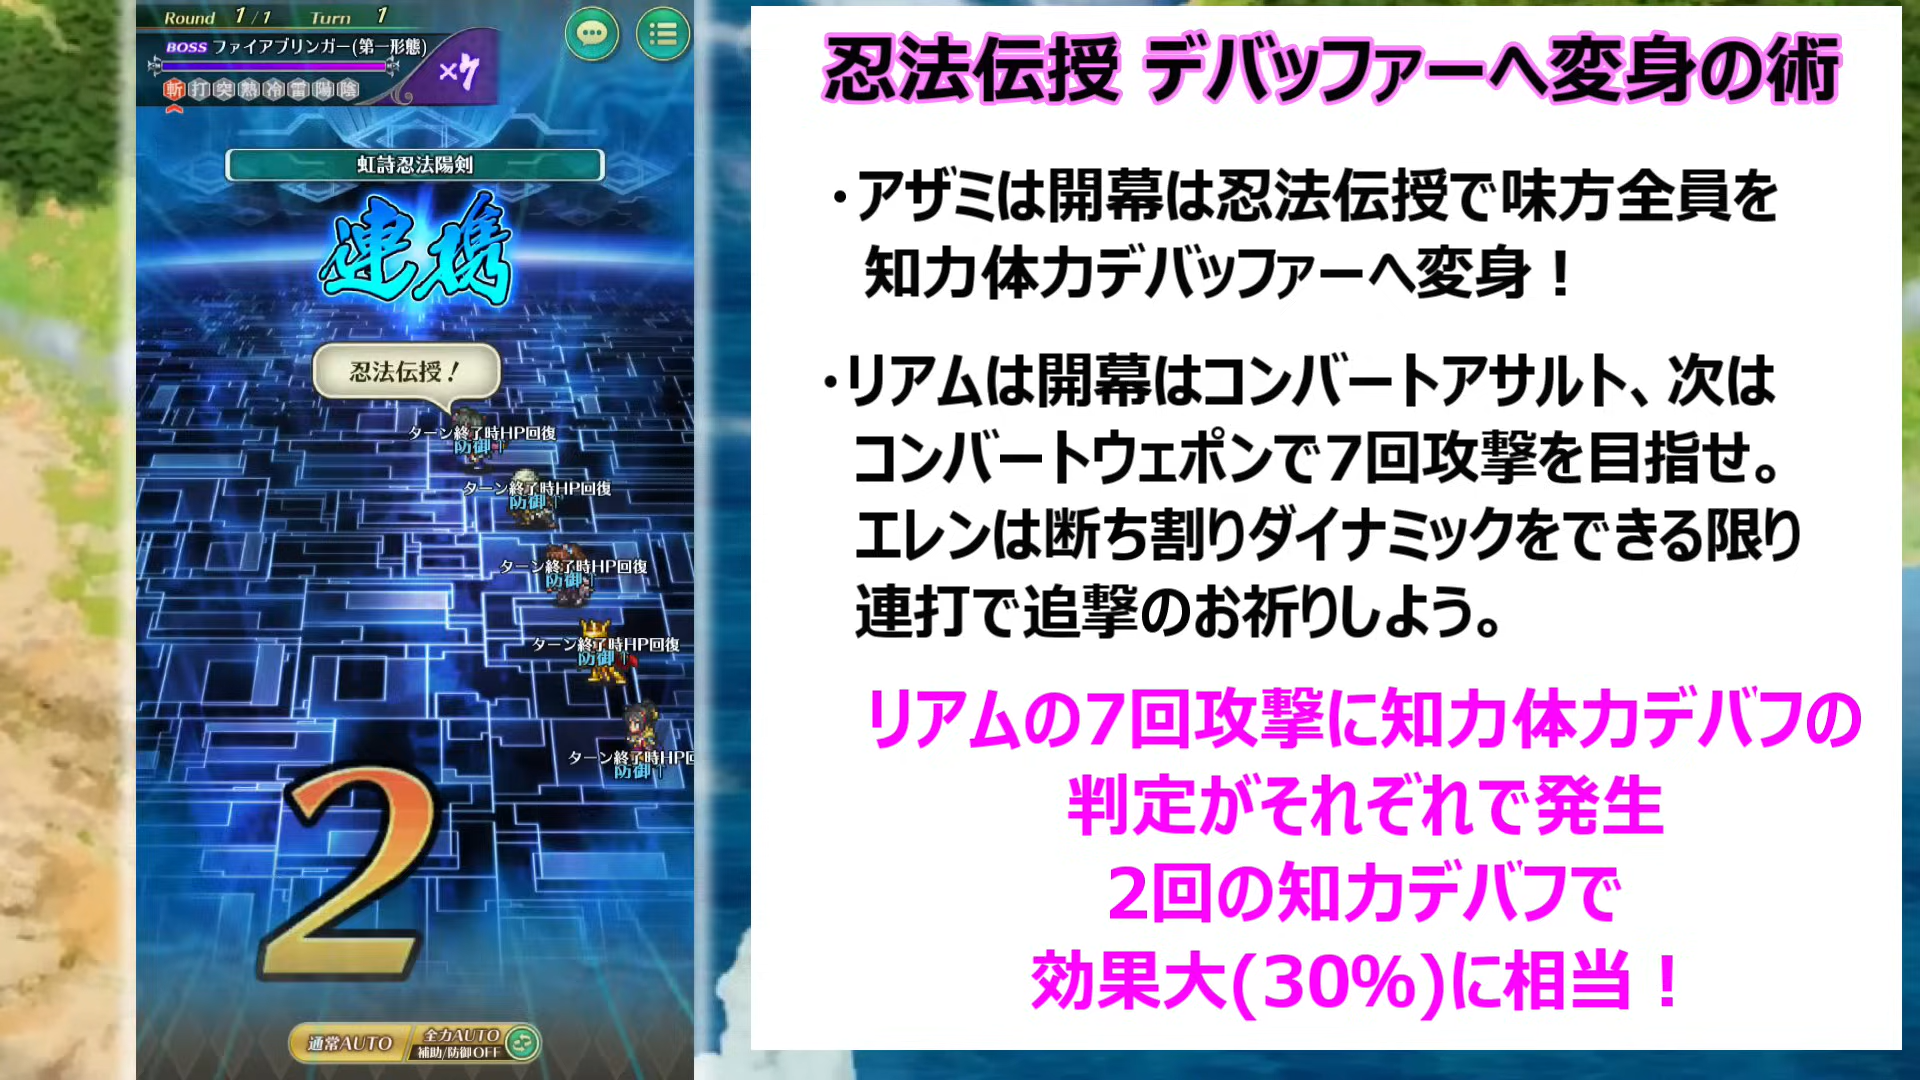 Round 1/1 Turn 1
BOSS ファイアブリンガー(第一形態)
×7
斬打突熱冷雷陽陰
虹詩忍法陽剣
連携
忍法伝授！
ターン終了時HP回復
防御↑
ターン終了時HP回復
防御↑
ターン終了時HP回復
防御↑
ターン終了時HP回復
防御↑
ターン終了時HP回
防御↑
2
通常AUTO
全力AUTO
補助/防御OFF
忍法伝授 デバッファーへ変身の術
・アザミは開幕は忍法伝授で味方全員を
知力体力デバッファーへ変身！
・リアムは開幕はコンバートアサルト、次は
コンバートウェポンで7回攻撃を目指せ。
エレンは断ち割りダイナミックをできる限り
連打で追撃のお祈りしよう。
リアムの7回攻撃に知力体力デバフの
判定がそれぞれで発生
2回の知力デバフで
効果大(30%)に相当！